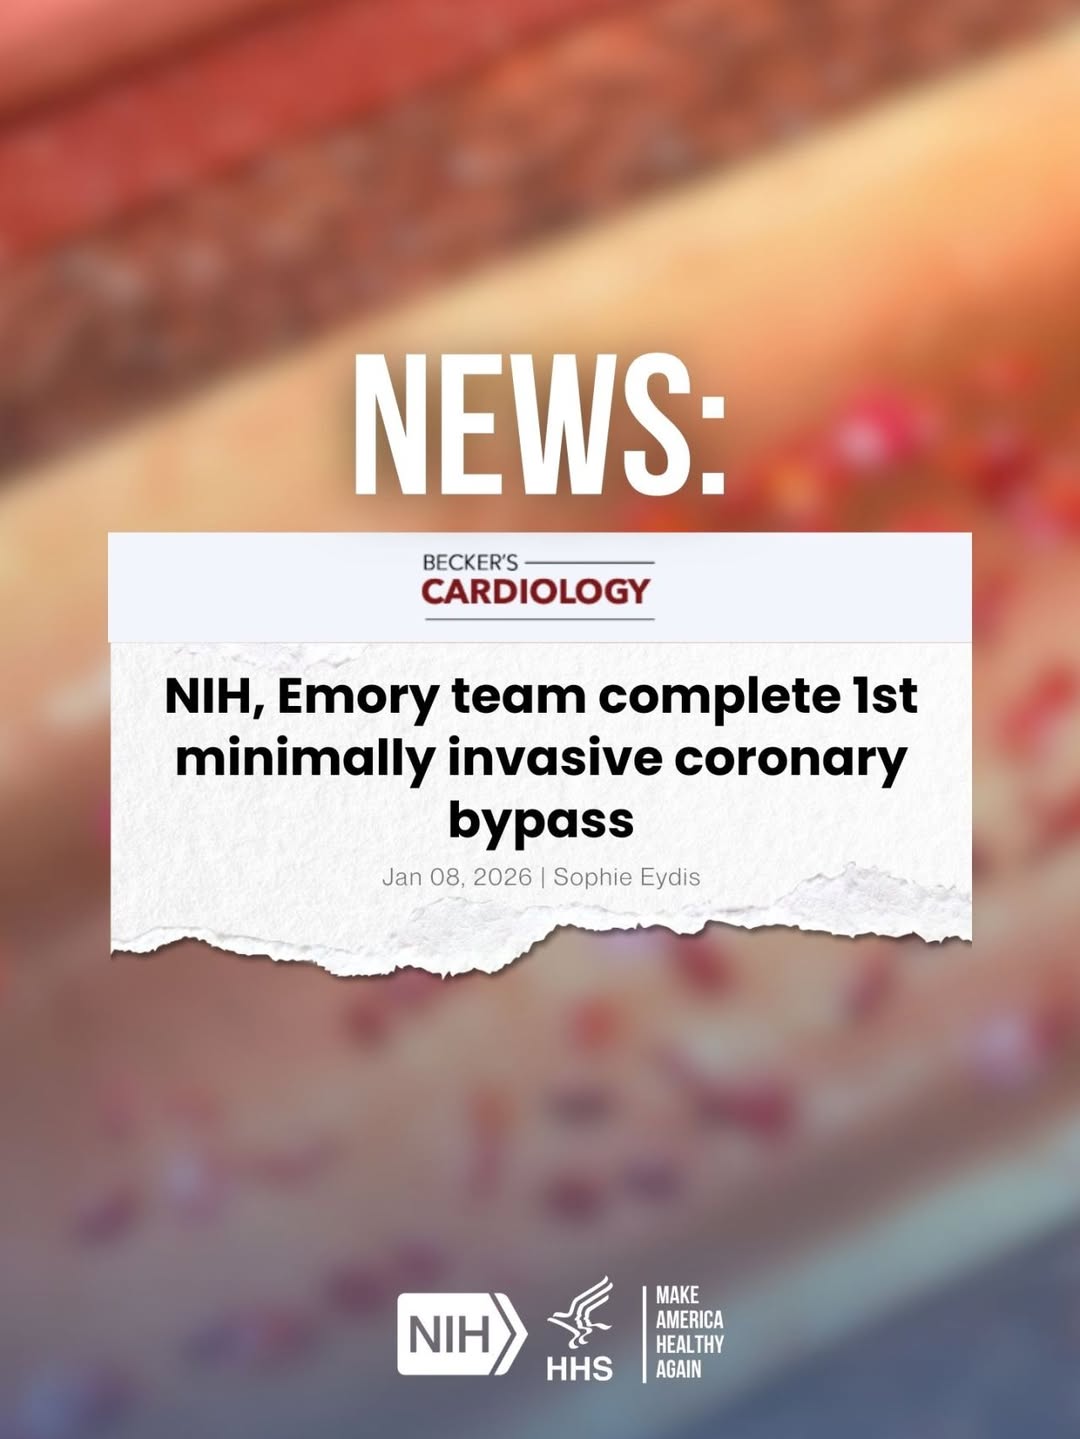 NEWS:
BECKER'S
CARDIOLOGY
NIH, Emory team complete 1st
minimally invasive coronary
bypass
Jan 08, 2026 | Sophie Eydis
NIH
HHS
MAKE
AMERICA
HEALTHY
AGAIN